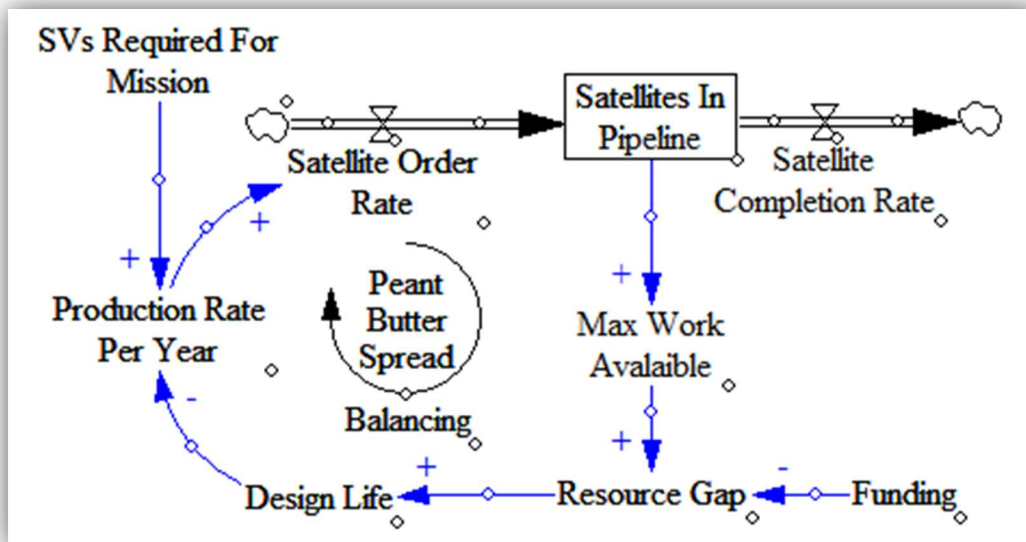 SVs Required For
Mission
Satellites In
Pipeline
Satellite Order
Rate
Satellite
Completion Rate
+
+
+
Production Rate
Per Year
Peant
Butter
Spread
Balancing
Max Work
Avalaible
-
+
+
-
Design Life
Resource Gap
Funding